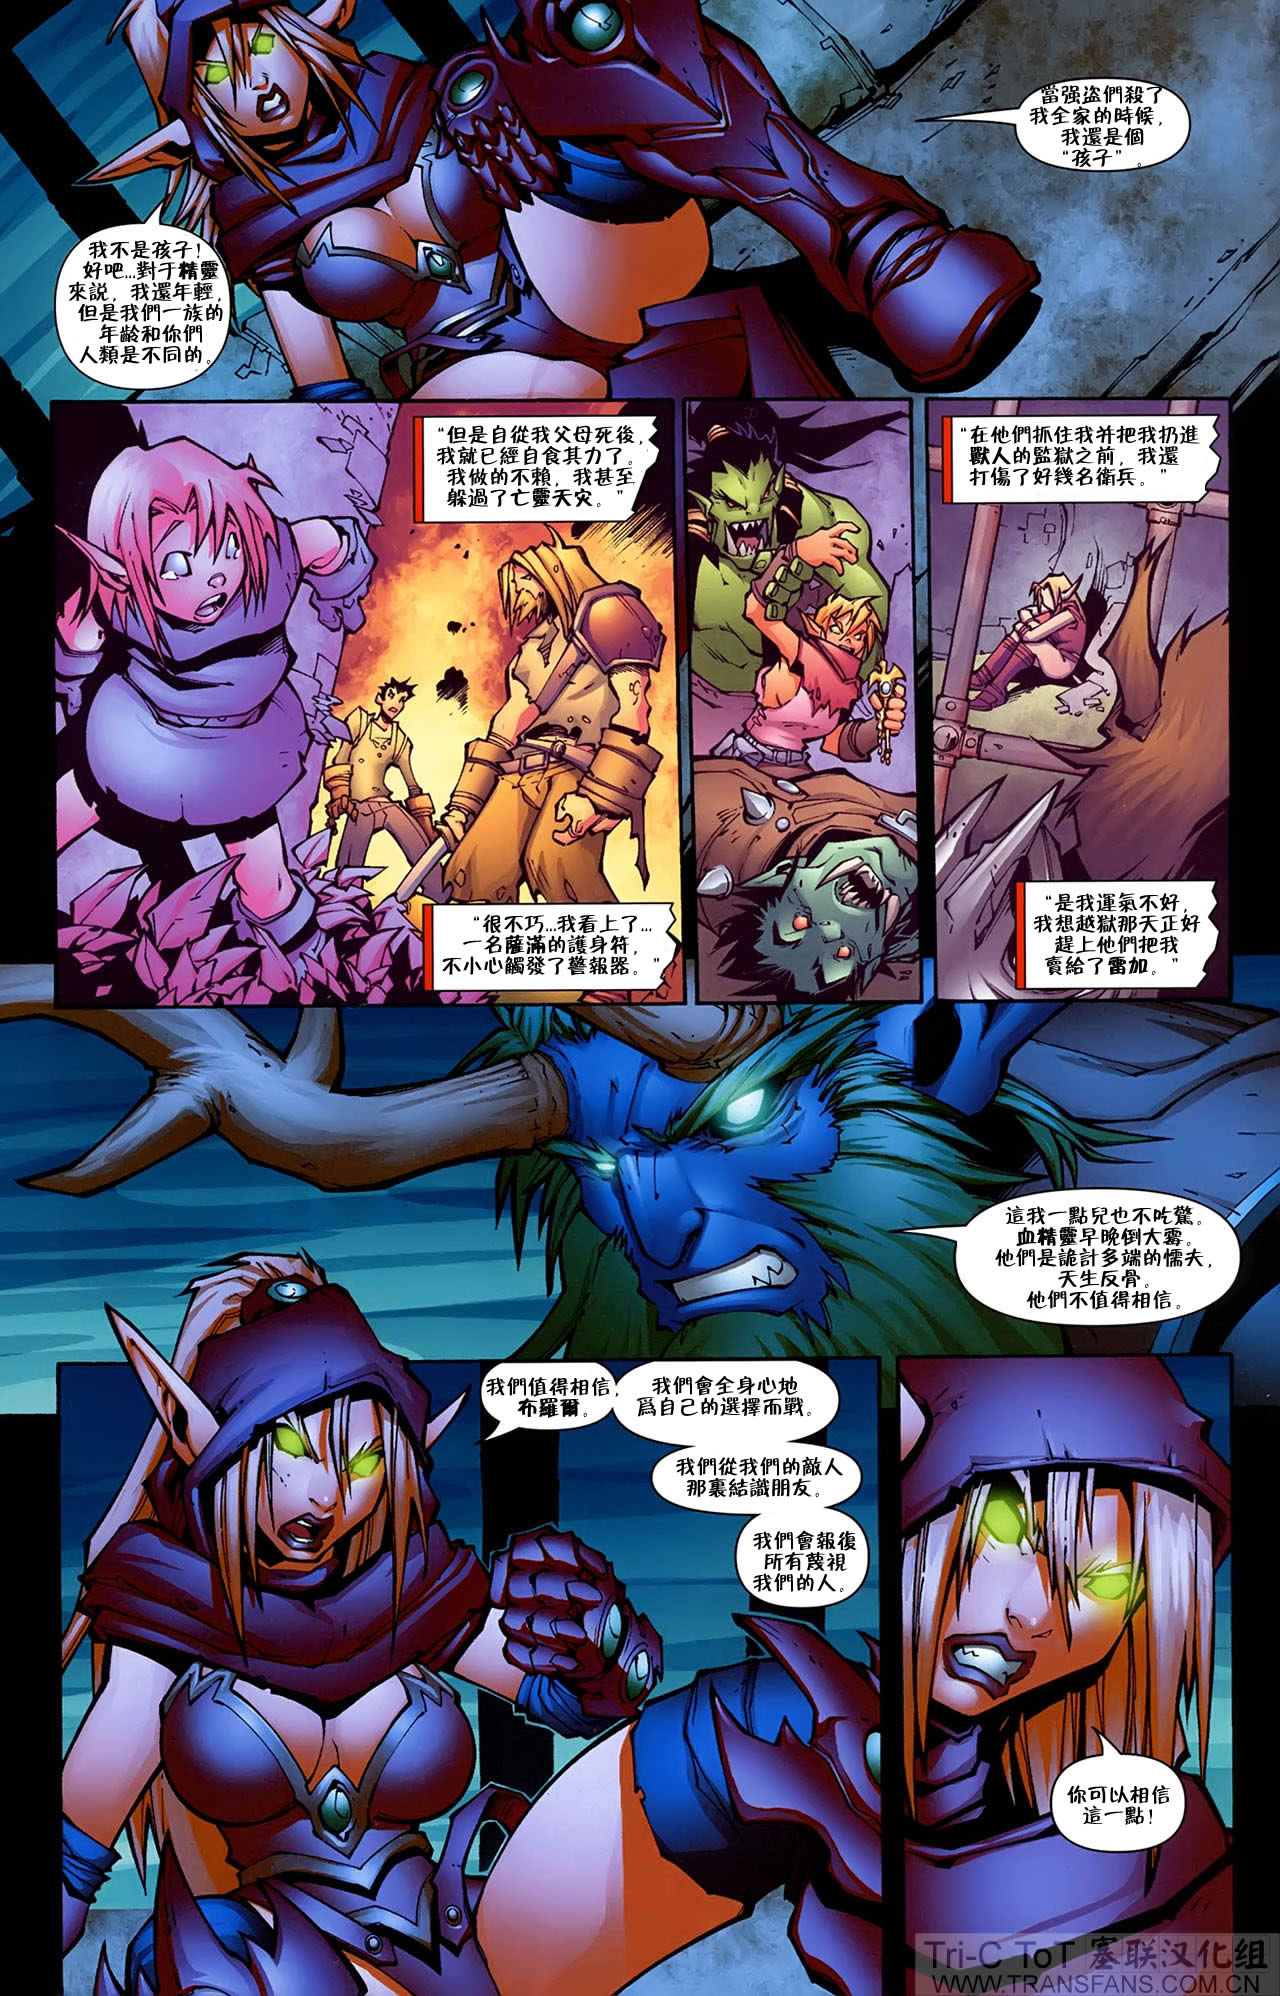 我不是孩子！
好吧...對于精靈
來説，我還年輕，
但是我們一族的
年齡和你們
人類是不同的。
當强盗們殺了
我全家的時候，
我還是個
“孩子”。
“但是自從我父母死後，
我就已經自食其力了。
我做的不賴，我甚至
躲過了亡靈天灾。”
“很不巧...我看上了...
一名薩滿的護身符，
不小心觸發了警報器。”
“在他們抓住我并把我扔進
獸人的監獄之前，我還
打傷了好幾名衛兵。”
“是我運氣不好，
我想越獄那天正好
趕上他們把我
賣給了雷加。”
這我一點兒也不吃驚。
血精靈早晚倒大霉。
他們是詭計多端的懦夫，
天生反骨。
他們不值得相信。
我們值得相信，
布羅爾。
我們會全身心地
爲自己的選擇而戰。
我們從我們的敵人
那裏結識朋友。
我們會報復
所有蔑視
我們的人。
你可以相信
這一點！
Tri-C ToT 塞联汉化组
WWW.TRANSFANS.COM.CN